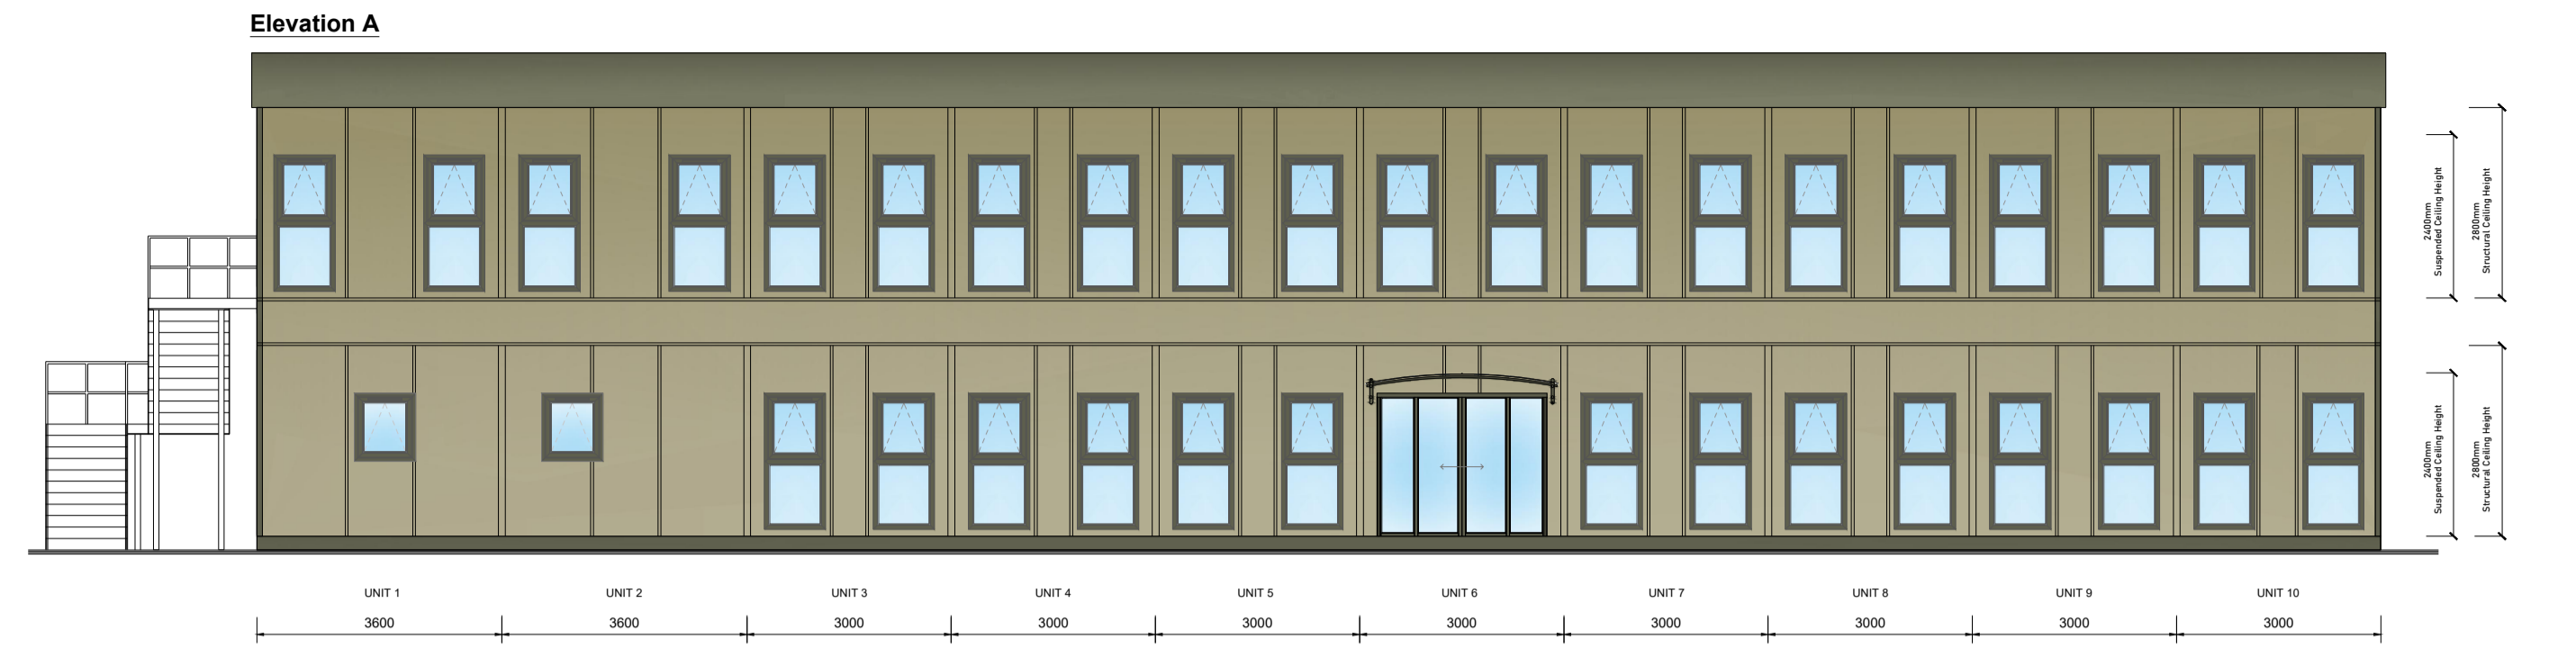 Elevation A
2400mm
Suspended Ceiling Height
2800mm
Structural Ceiling Height
2400mm
Suspended Ceiling Height
2800mm
Structural Ceiling Height
UNIT 1
UNIT 2
UNIT 3
UNIT 4
UNIT 5
UNIT 6
UNIT 7
UNIT 8
UNIT 9
UNIT 10
3600
3600
3000
3000
3000
3000
3000
3000
3000
3000